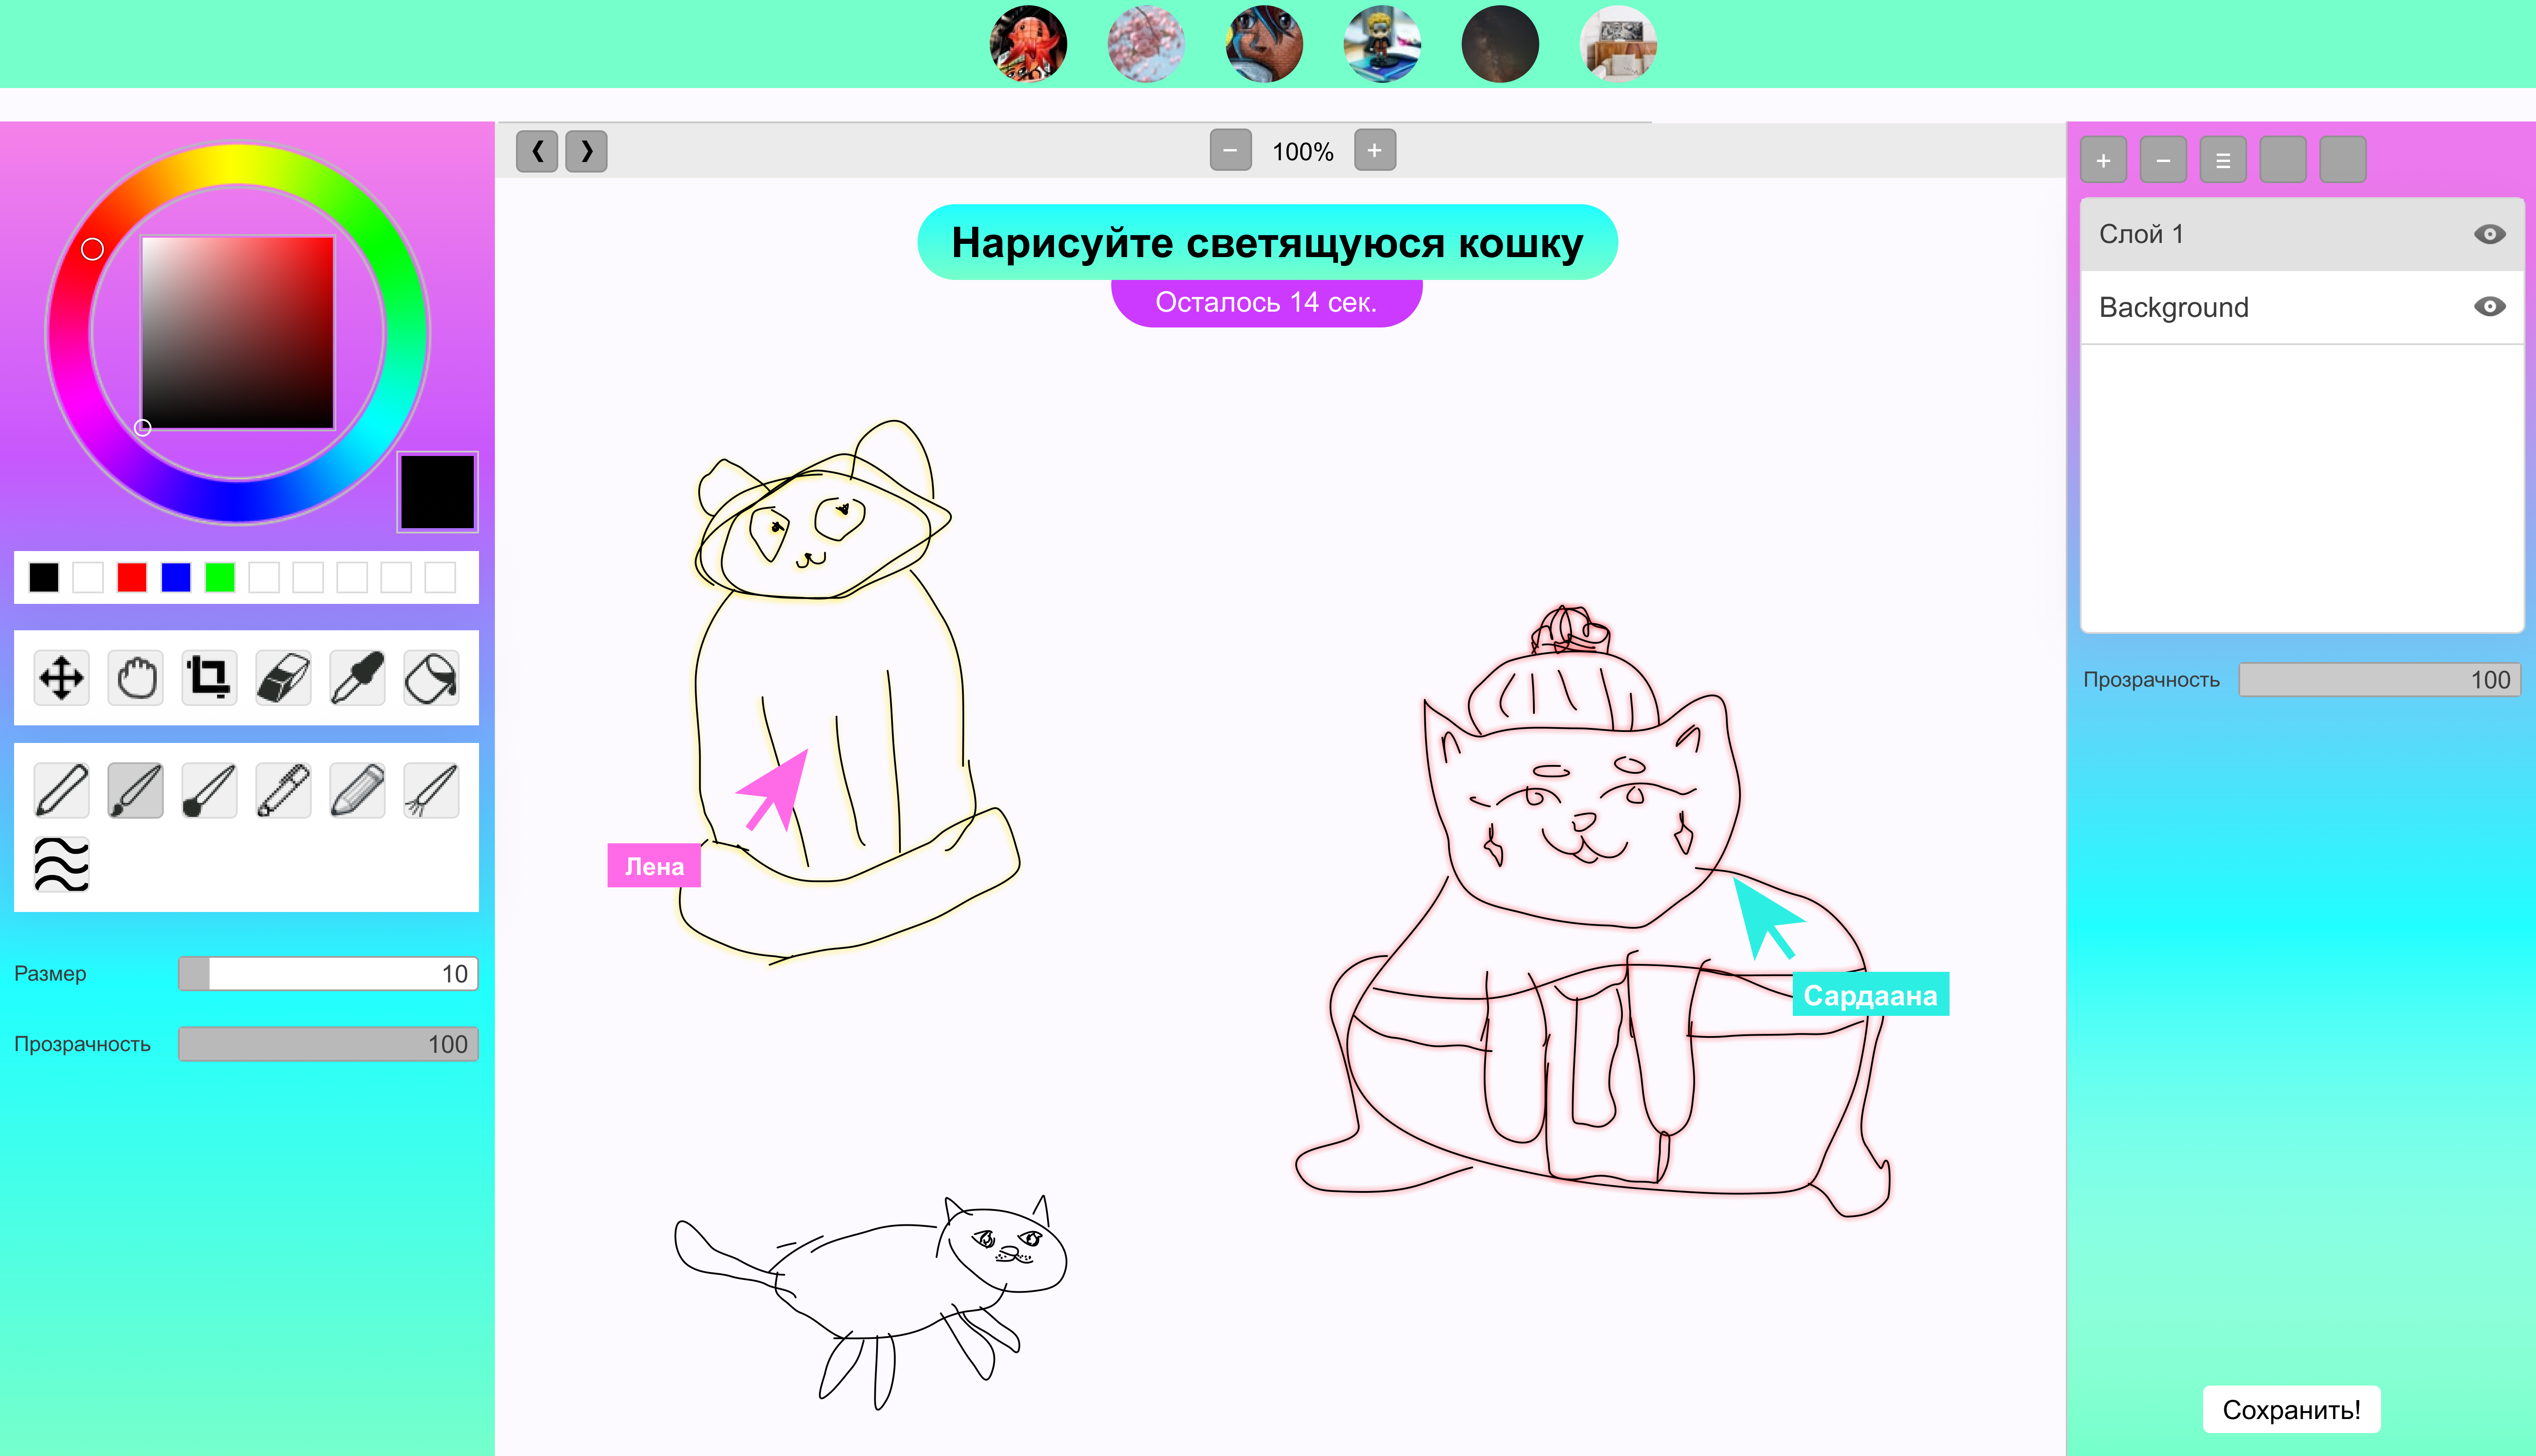 100%
Нарисуйте светящуюся кошку
Осталось 14 сек.
Слой 1
Background
Прозрачность 100
Лена
Сардаана
Размер 10
Прозрачность 100
Сохранить!